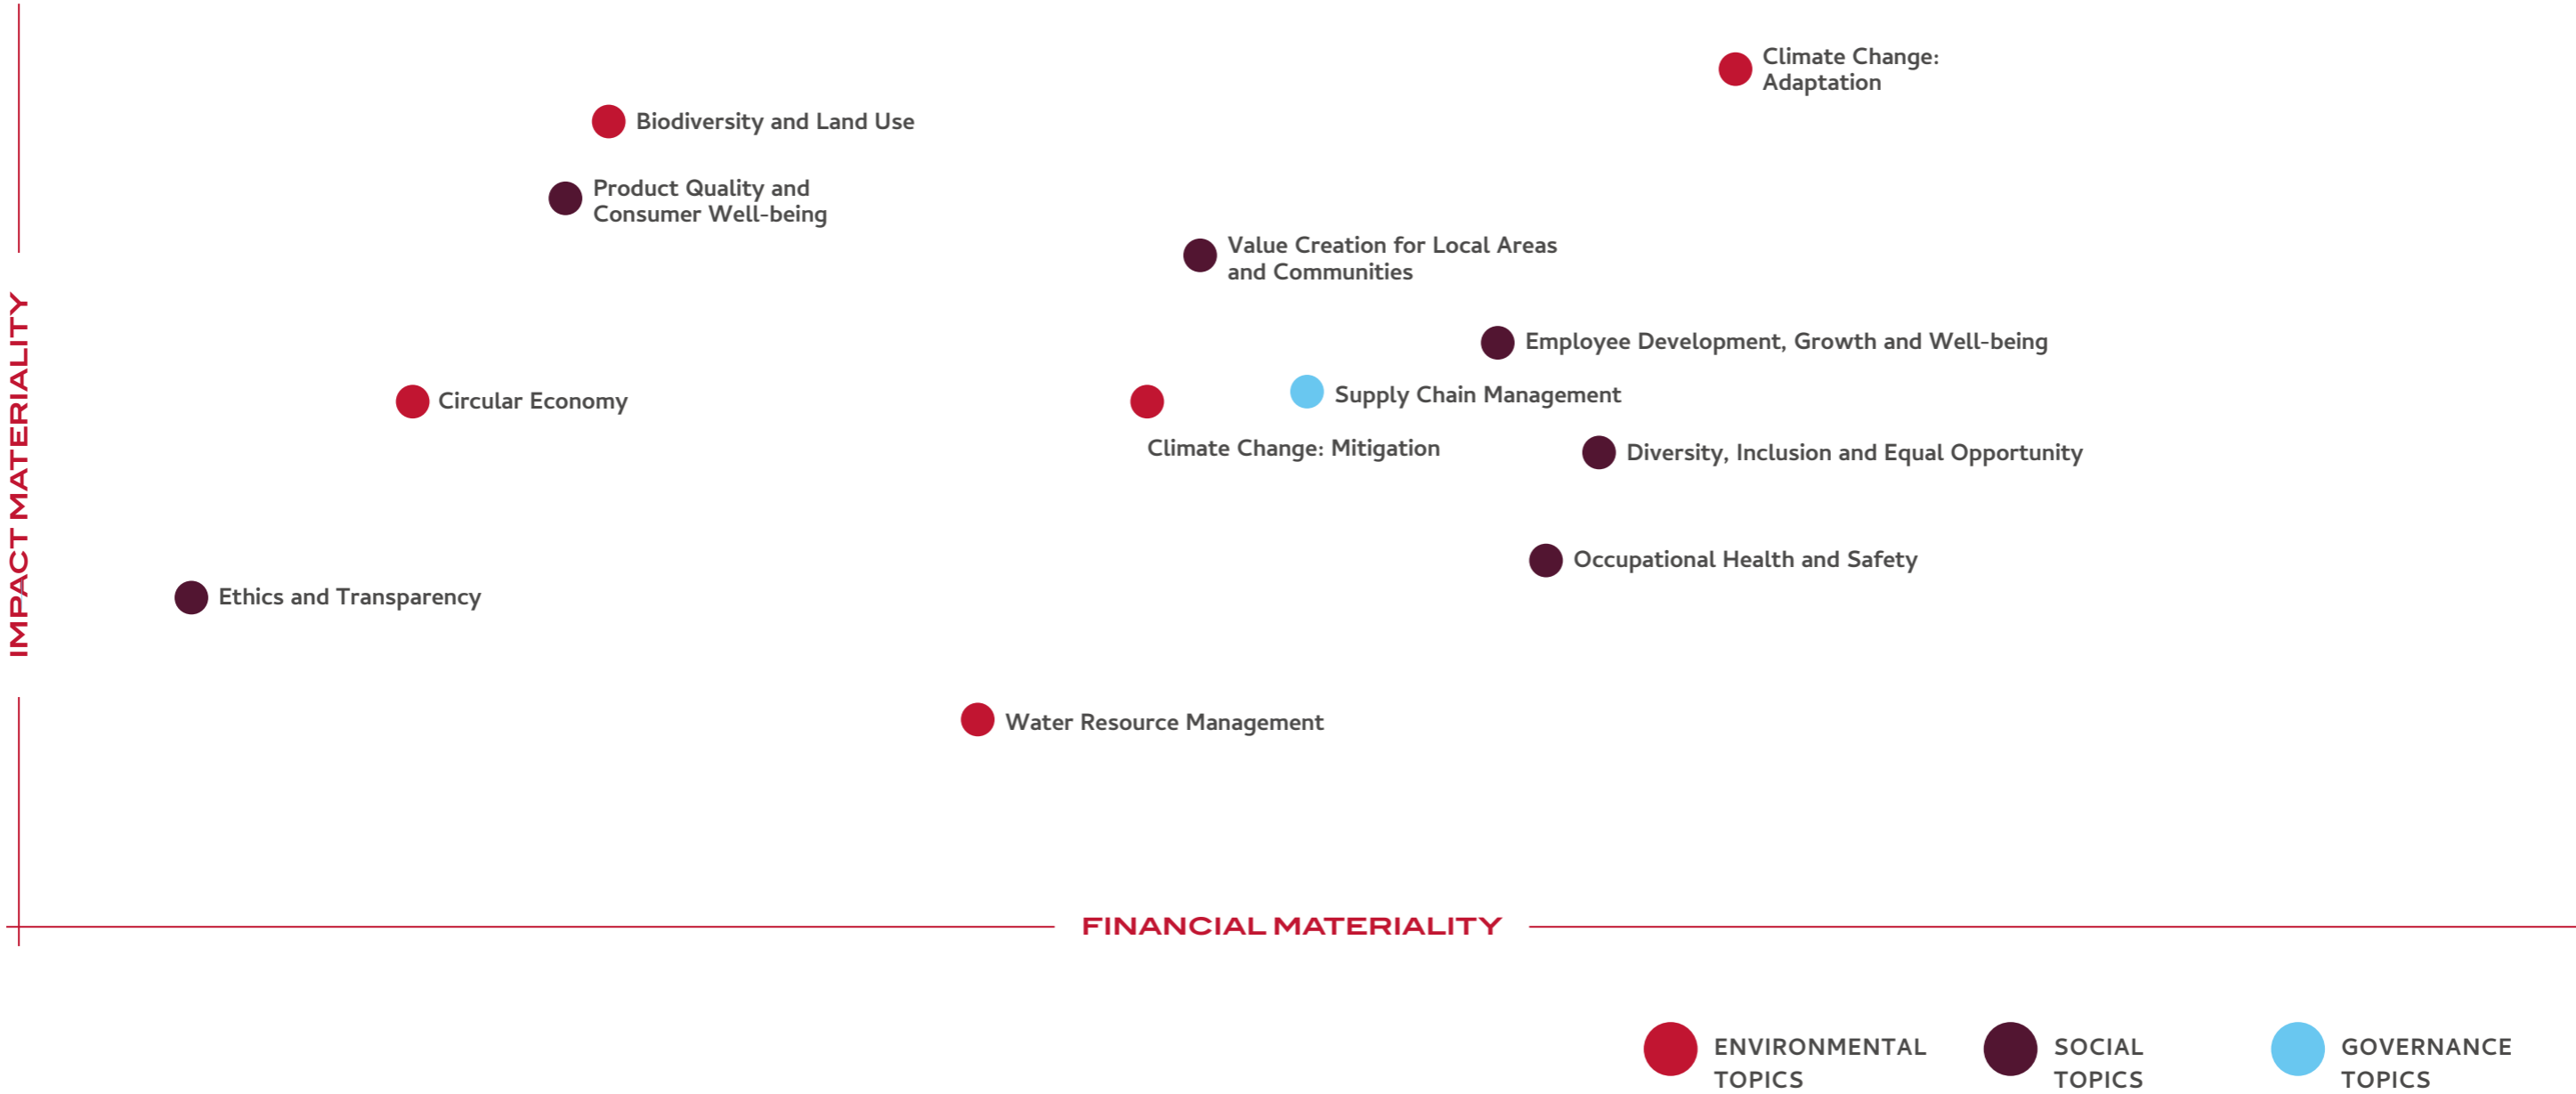 Climate Change:
Adaptation
Biodiversity and Land Use
Product Quality and
Consumer Well-being
Value Creation for Local Areas
and Communities
Employee Development, Growth and Well-being
Circular Economy
Supply Chain Management
Climate Change: Mitigation
Diversity, Inclusion and Equal Opportunity
Occupational Health and Safety
Ethics and Transparency
Water Resource Management
IMPACT MATERIALITY
FINANCIAL MATERIALITY
ENVIRONMENTAL
TOPICS
SOCIAL
TOPICS
GOVERNANCE
TOPICS